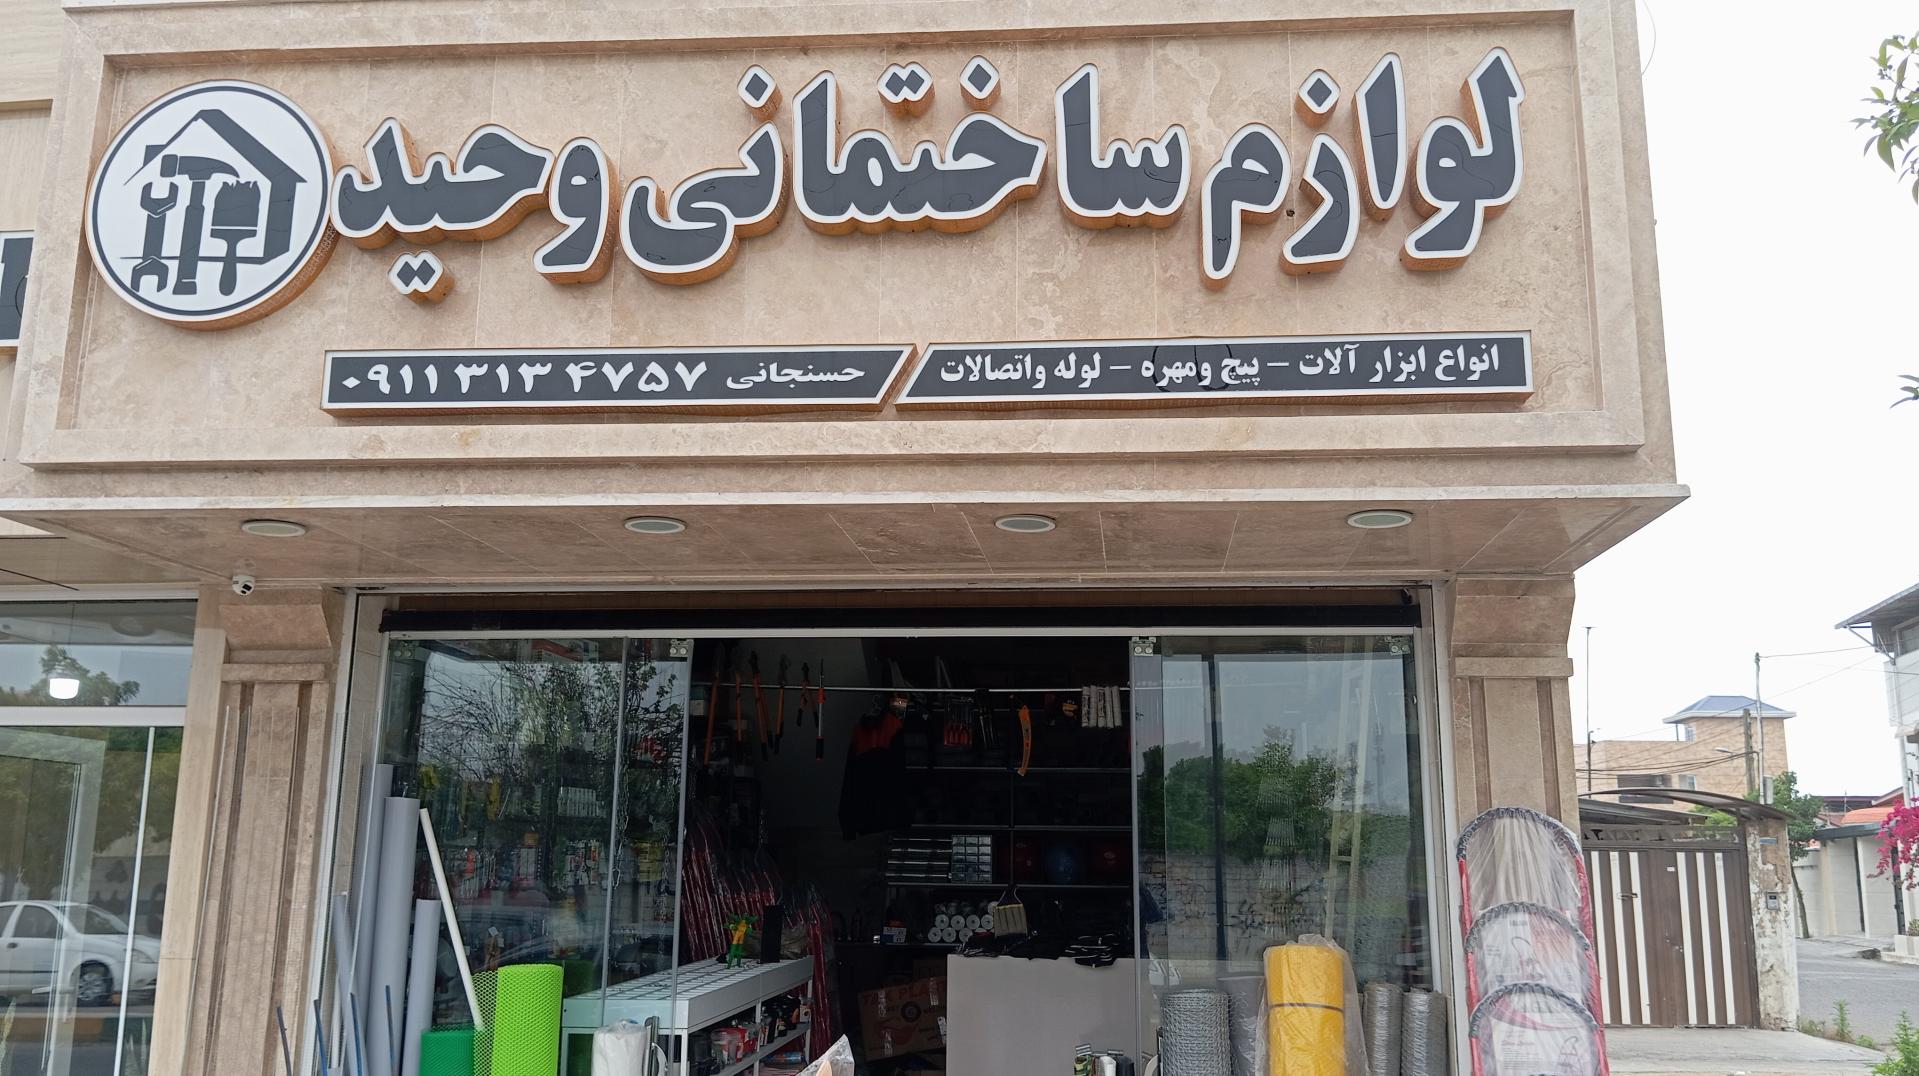 لوازم ساختمانی وحید
انواع ابزار آلات – پیچ ومهره – لوله واتصالات
حسنجانی ۰۹۱۱ ۳۱۳ ۴۷۵۷